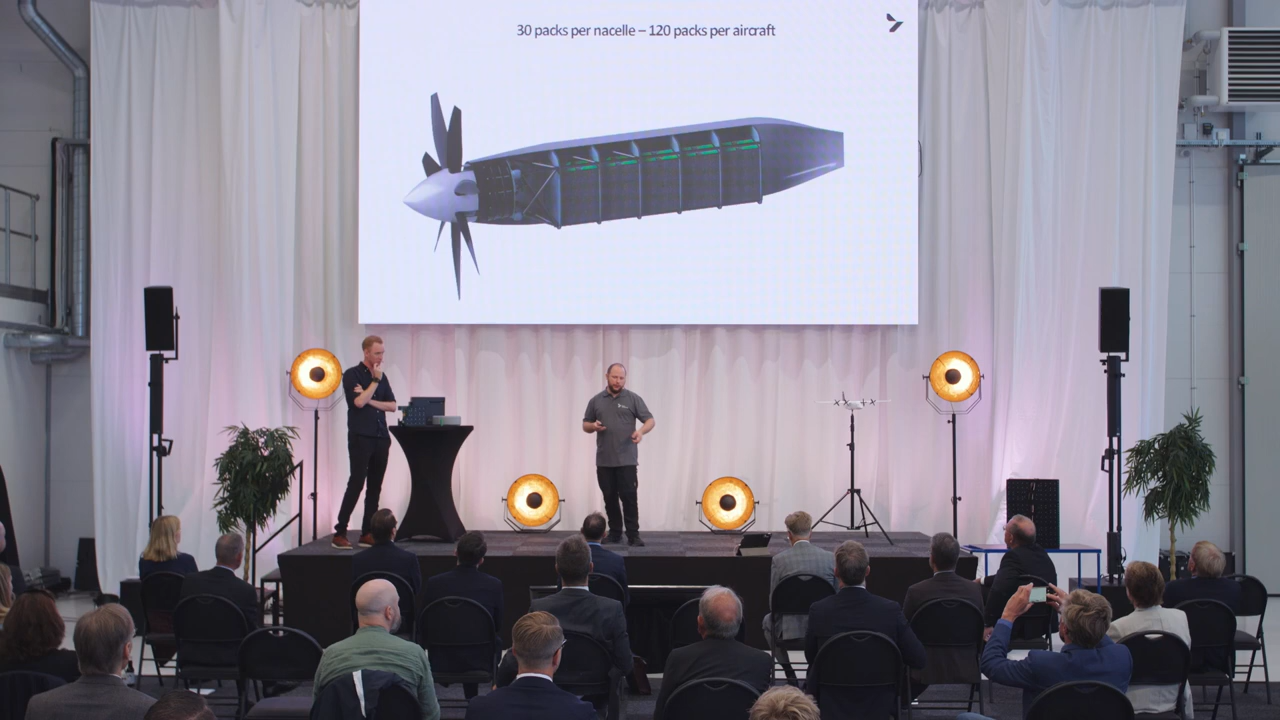 30 packs per nacelle – 120 packs per aircraft